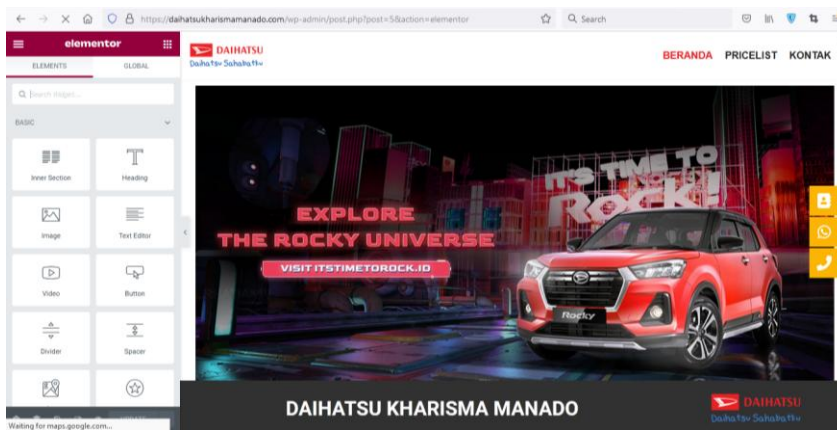 https://daihatsukharismamanado.com/wp-admin/post.php?post=5&action=elementor
Search
elementor
ELEMENTS GLOBAL
Search Widget...
BASIC
Inner Section Heading
Image Text Editor
Video Button
Divider Spacer
Waiting for maps.google.com...
DAIHATSU
Daihatsu Sahabatku
BERANDA PRICELIST KONTAK
IT'S TIME TO
ROCK!
EXPLORE
THE ROCKY UNIVERSE
VISIT ITSTIMETOROCK.ID
Rocky
DAIHATSU KHARISMA MANADO
DAIHATSU
Daihatsu Sahabatku